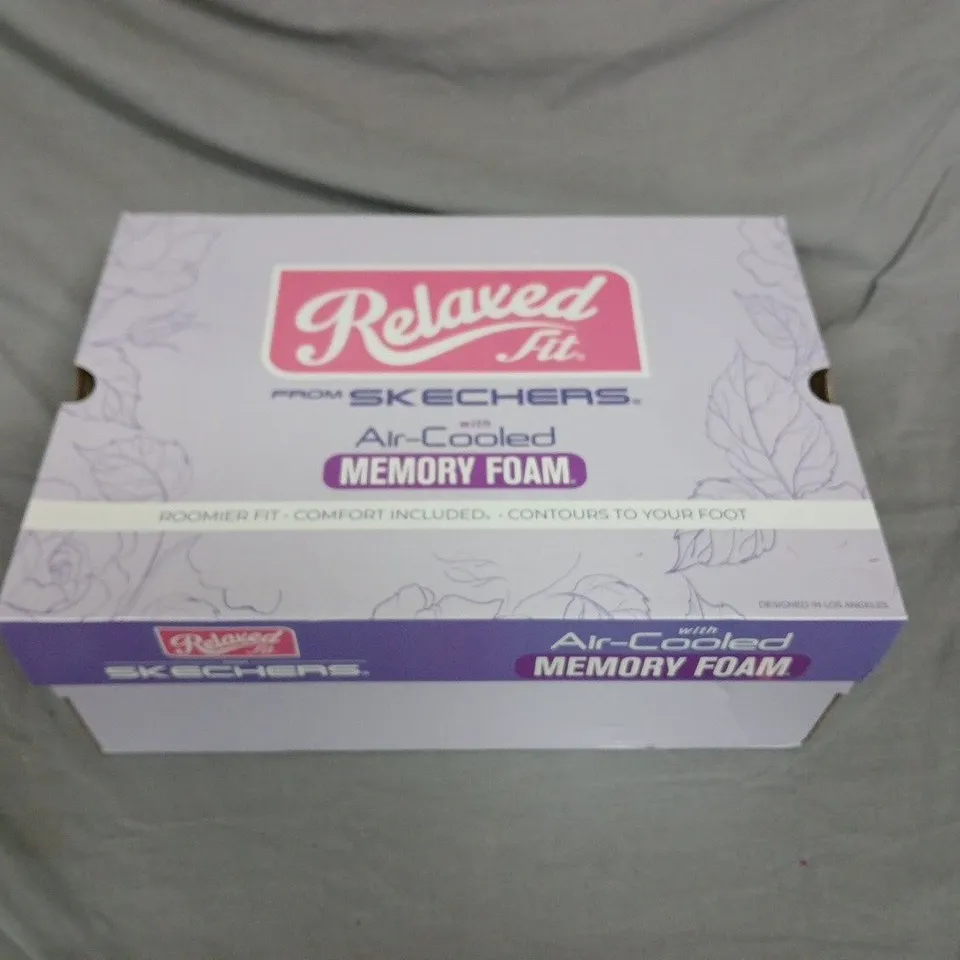 Relaxed
Fit®
FROM SKECHERS®
with
Air-Cooled
MEMORY FOAM™
ROOMIER FIT • COMFORT INCLUDED® • CONTOURS TO YOUR FOOT
DESIGNED IN LOS ANGELES
Relaxed
Fit
SKECHERS®
with
Air-Cooled
MEMORY FOAM